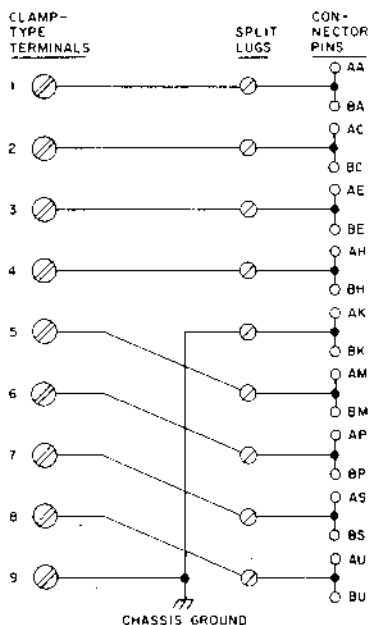 CLAMP-
TYPE
TERMINALS
SPLIT
LUGS
CON-
NECTOR
PINS
1
AA
BA
2
AC
BC
3
AE
BE
4
AH
BH
5
AK
BK
6
AM
BM
7
AP
BP
8
AS
BS
9
AU
BU
CHASSIS GROUND